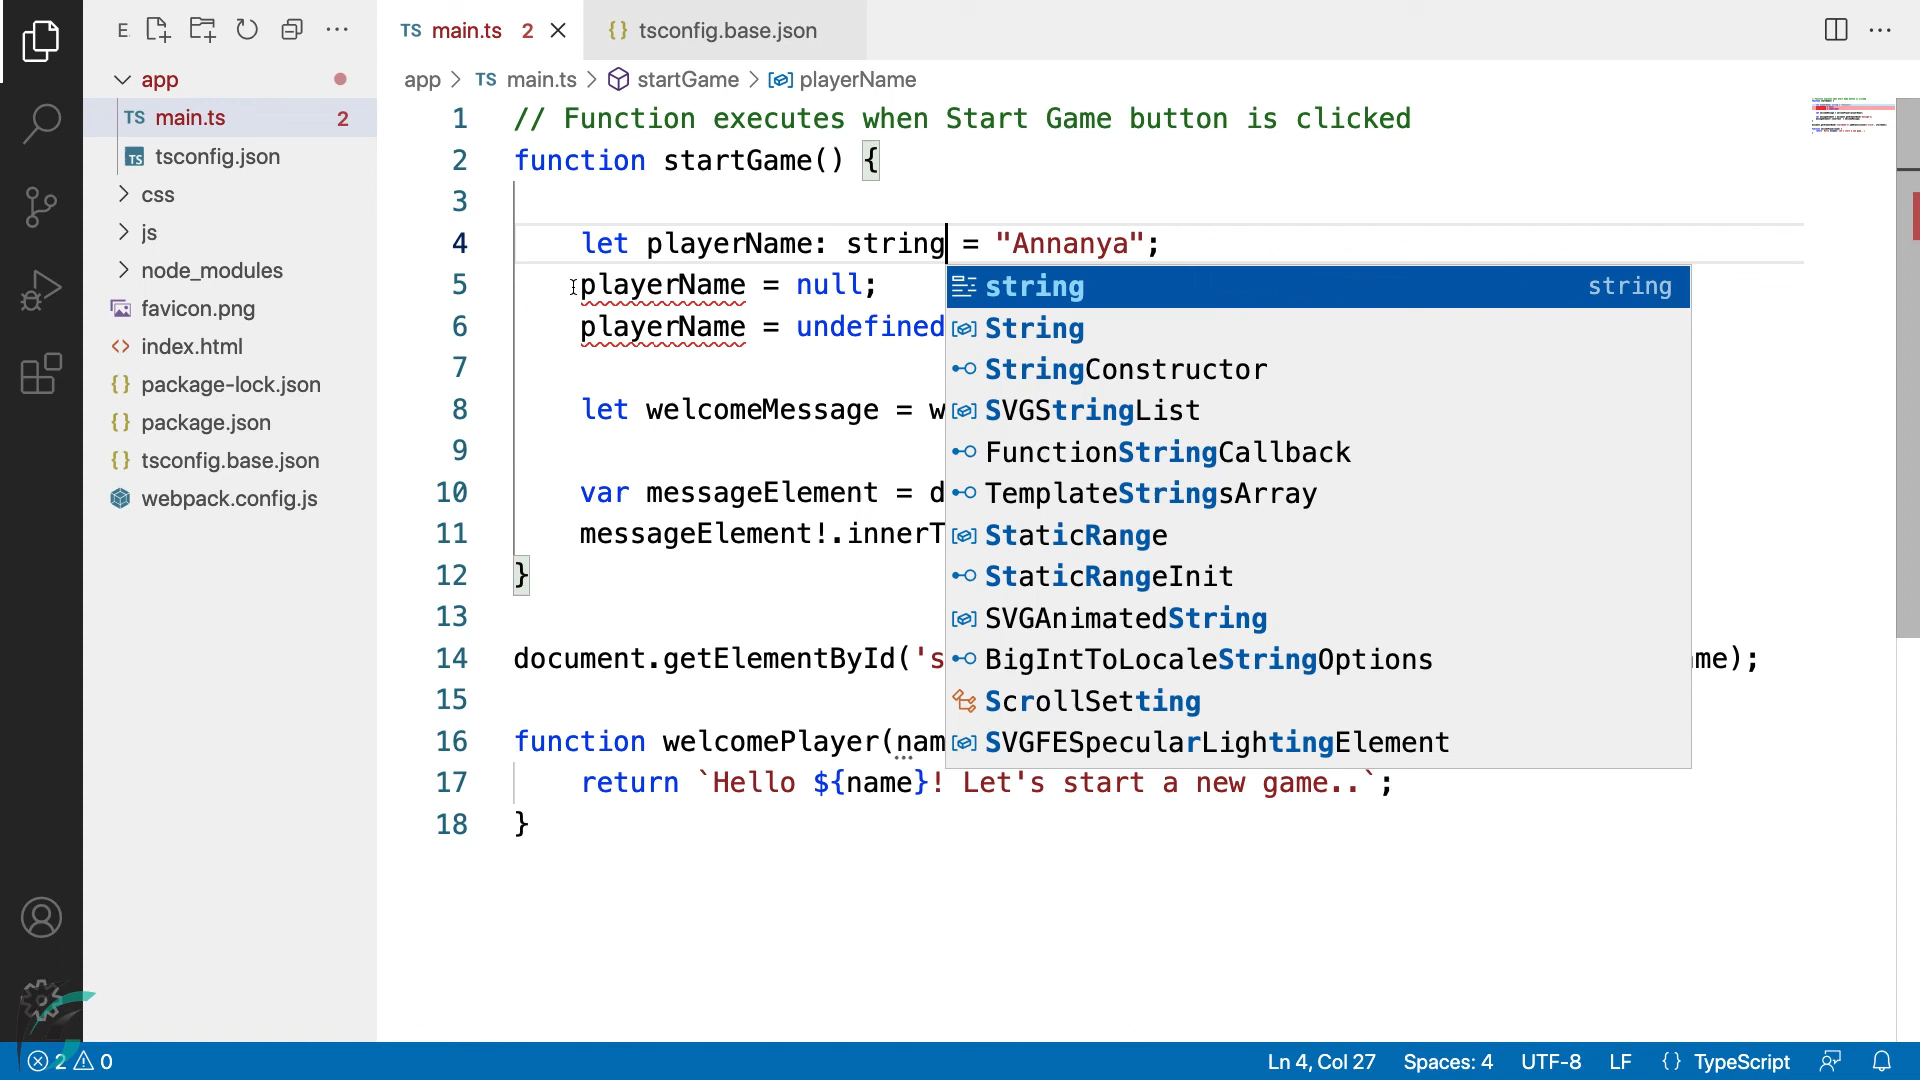 E
TS main.ts 2
{} tsconfig.base.json
app
TS main.ts 2
TS tsconfig.json
css
js
node_modules
favicon.png
<> index.html
{} package-lock.json
{} package.json
{} tsconfig.base.json
webpack.config.js
app > TS main.ts > startGame > playerName
1 // Function executes when Start Game button is clicked
2 function startGame() {
3
4 let playerName: string = "Annanya";
5 playerName = null;
6 playerName = undefined
7
8 let welcomeMessage = w
9
10 var messageElement = d
11 messageElement!.innerT
12 }
13
14 document.getElementById('s me);
15
16 function welcomePlayer(nam
17 return `Hello ${name}! Let's start a new game..`;
18 }
string string
String
StringConstructor
SVGStringList
FunctionStringCallback
TemplateStringsArray
StaticRange
StaticRangeInit
SVGAnimatedString
BigIntToLocaleStringOptions
ScrollSetting
SVGFESpecularLightingElement
2 0
Ln 4, Col 27 Spaces: 4 UTF-8 LF {} TypeScript